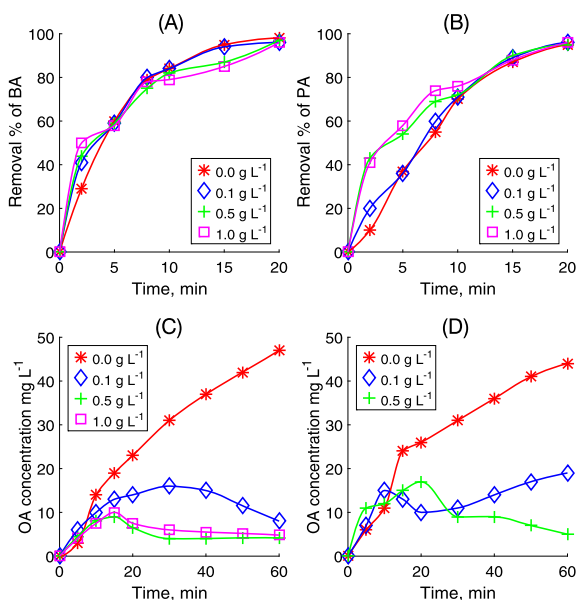 (A)
Removal % of BA
100
80
60
40
20
0
0.0 g L⁻¹
0.1 g L⁻¹
0.5 g L⁻¹
1.0 g L⁻¹
0 5 10 15 20
Time, min
(B)
Removal % of PA
100
80
60
40
20
0
0.0 g L⁻¹
0.1 g L⁻¹
0.5 g L⁻¹
1.0 g L⁻¹
0 5 10 15 20
Time, min
(C)
OA concentration mg L⁻¹
50
40
30
20
10
0
0.0 g L⁻¹
0.1 g L⁻¹
0.5 g L⁻¹
1.0 g L⁻¹
0 20 40 60
Time, min
(D)
OA concentration mg L⁻¹
50
40
30
20
10
0
0.0 g L⁻¹
0.1 g L⁻¹
0.5 g L⁻¹
0 20 40 60
Time, min